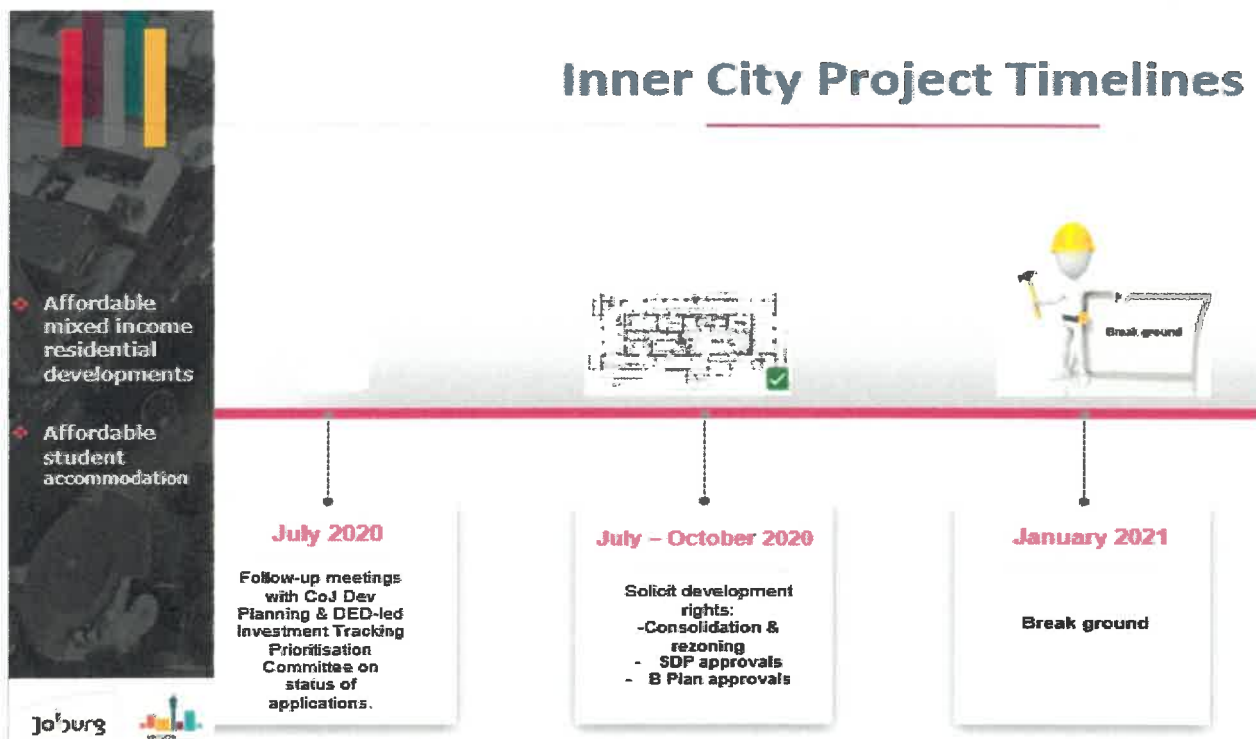 Inner City Project Timelines
Affordable
mixed income
residential
developments
Affordable
student
accommodation
Break ground
July 2020
Follow-up meetings
with CoJ Dev
Planning & DED-led
Investment Tracking
Prioritisation
Committee on
status of
applications.
July – October 2020
Solicit development
rights:
-Consolidation &
rezoning
- SDP approvals
- B Plan approvals
January 2021
Break ground
Joburg